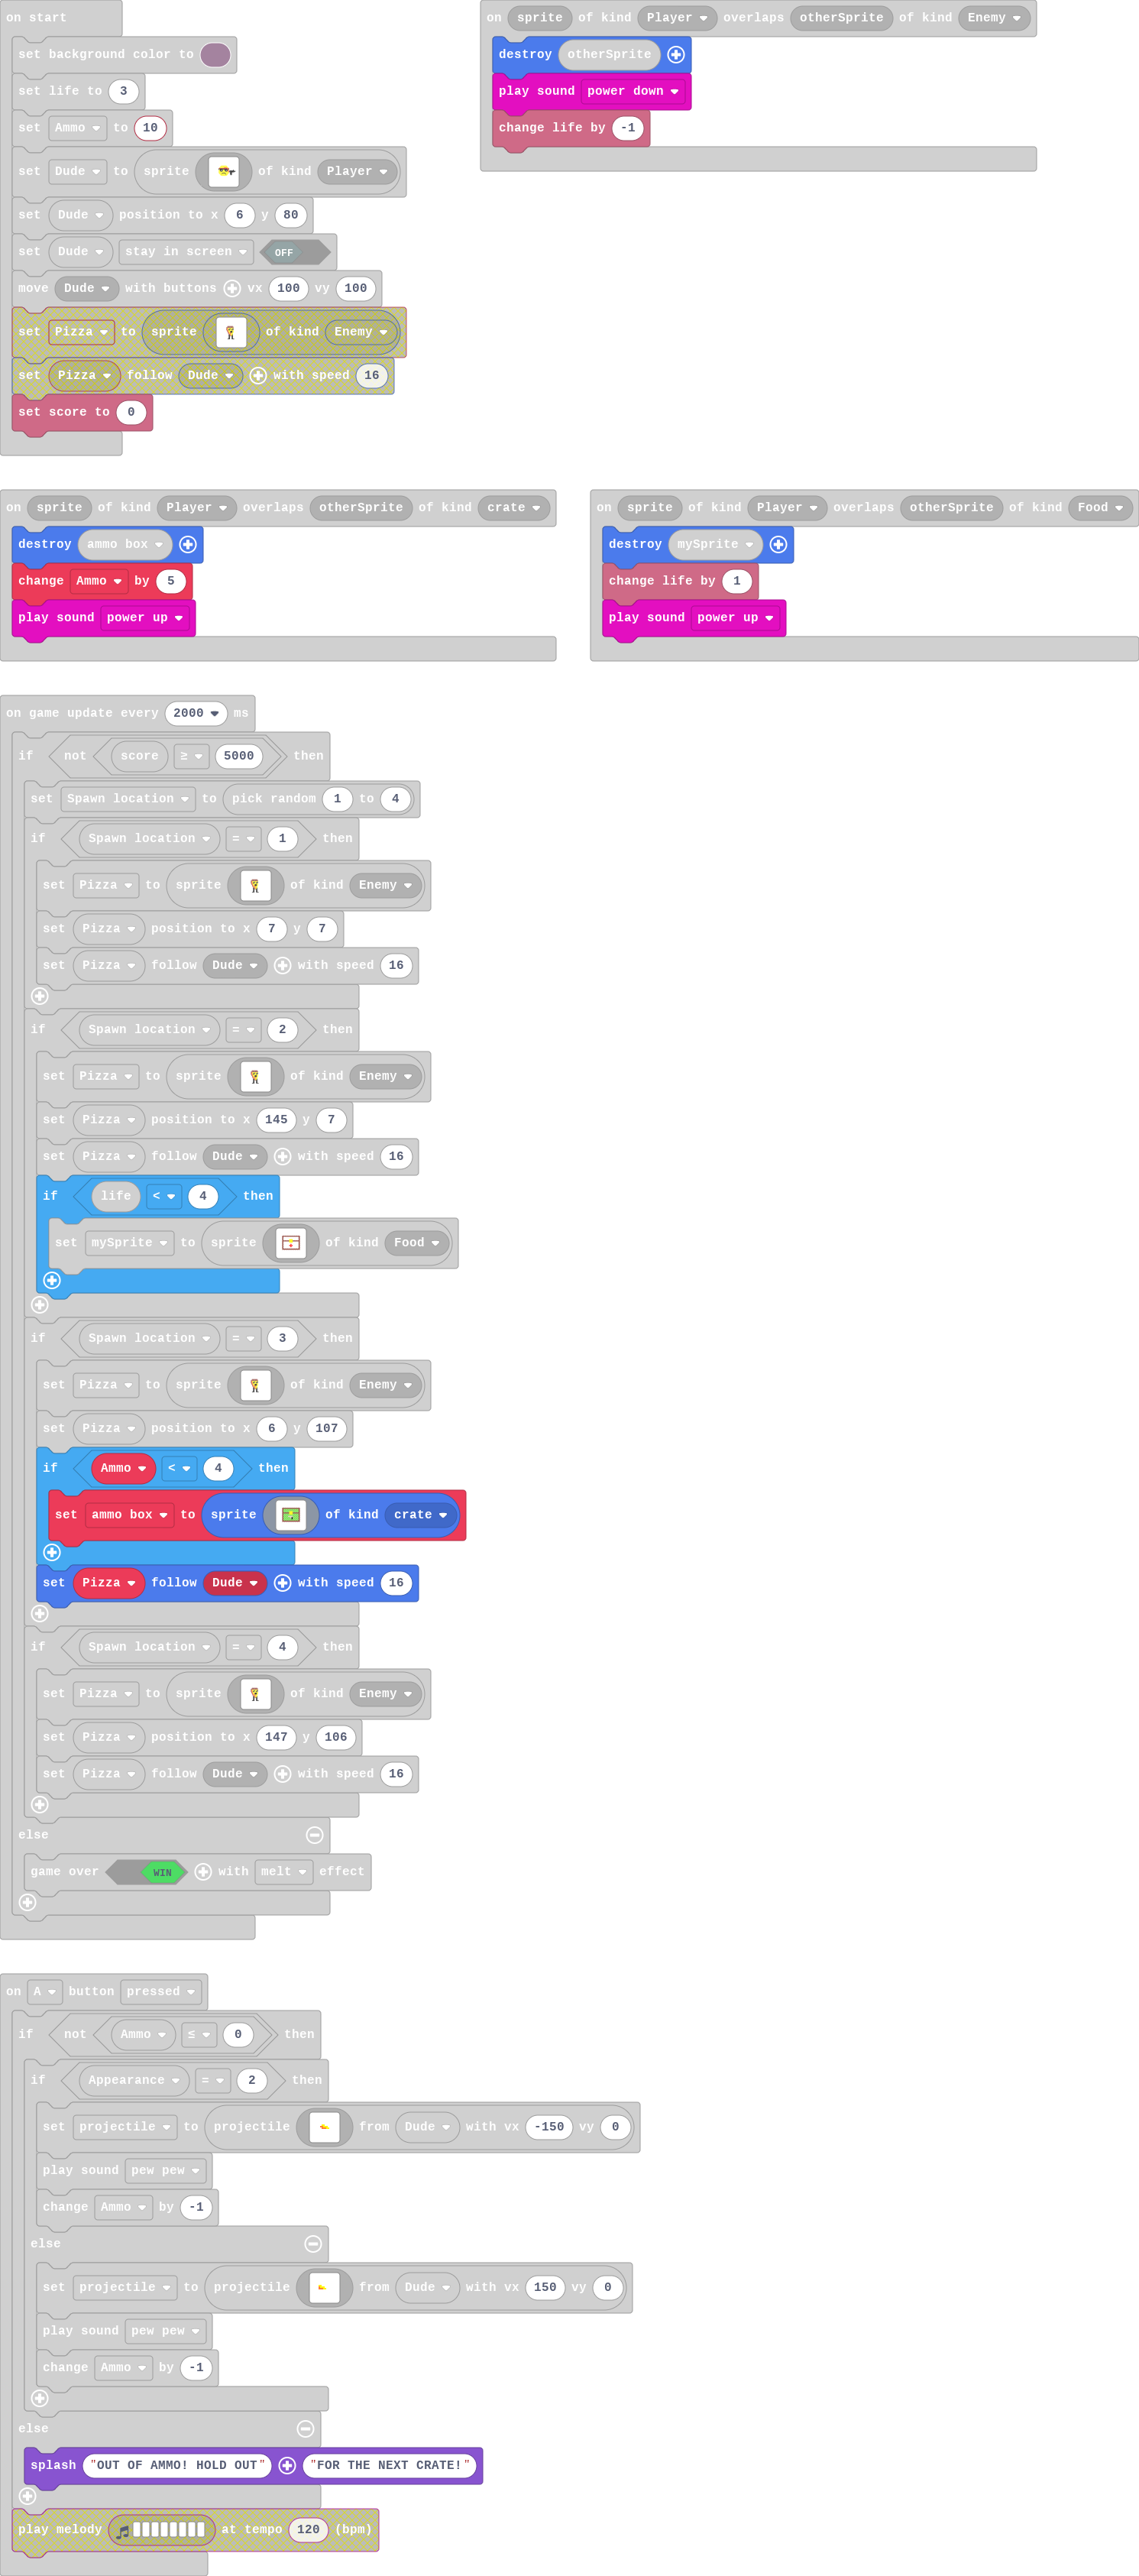 on start
set background color to
set life to 3
set Ammo to 10
set Dude to sprite of kind Player
set Dude position to x 6 y 80
set Dude stay in screen OFF
move Dude with buttons vx 100 vy 100
set Pizza to sprite of kind Enemy
set Pizza follow Dude with speed 16
set score to 0
on sprite of kind Player overlaps otherSprite of kind Enemy
destroy otherSprite
play sound power down
change life by -1
on sprite of kind Player overlaps otherSprite of kind crate
destroy ammo box
change Ammo by 5
play sound power up
on sprite of kind Player overlaps otherSprite of kind Food
destroy mySprite
change life by 1
play sound power up
on game update every 2000 ms
if not score ≥ 5000 then
set Spawn location to pick random 1 to 4
if Spawn location = 1 then
set Pizza to sprite of kind Enemy
set Pizza position to x 7 y 7
set Pizza follow Dude with speed 16
if Spawn location = 2 then
set Pizza to sprite of kind Enemy
set Pizza position to x 145 y 7
set Pizza follow Dude with speed 16
if life < 4 then
set mySprite to sprite of kind Food
if Spawn location = 3 then
set Pizza to sprite of kind Enemy
set Pizza position to x 6 y 107
if Ammo < 4 then
set ammo box to sprite of kind crate
set Pizza follow Dude with speed 16
if Spawn location = 4 then
set Pizza to sprite of kind Enemy
set Pizza position to x 147 y 106
set Pizza follow Dude with speed 16
else
game over WIN with melt effect
on A button pressed
if not Ammo ≤ 0 then
if Appearance = 2 then
set projectile to projectile from Dude with vx -150 vy 0
play sound pew pew
change Ammo by -1
else
set projectile to projectile from Dude with vx 150 vy 0
play sound pew pew
change Ammo by -1
else
splash "OUT OF AMMO! HOLD OUT" "FOR THE NEXT CRATE!"
play melody at tempo 120 (bpm)